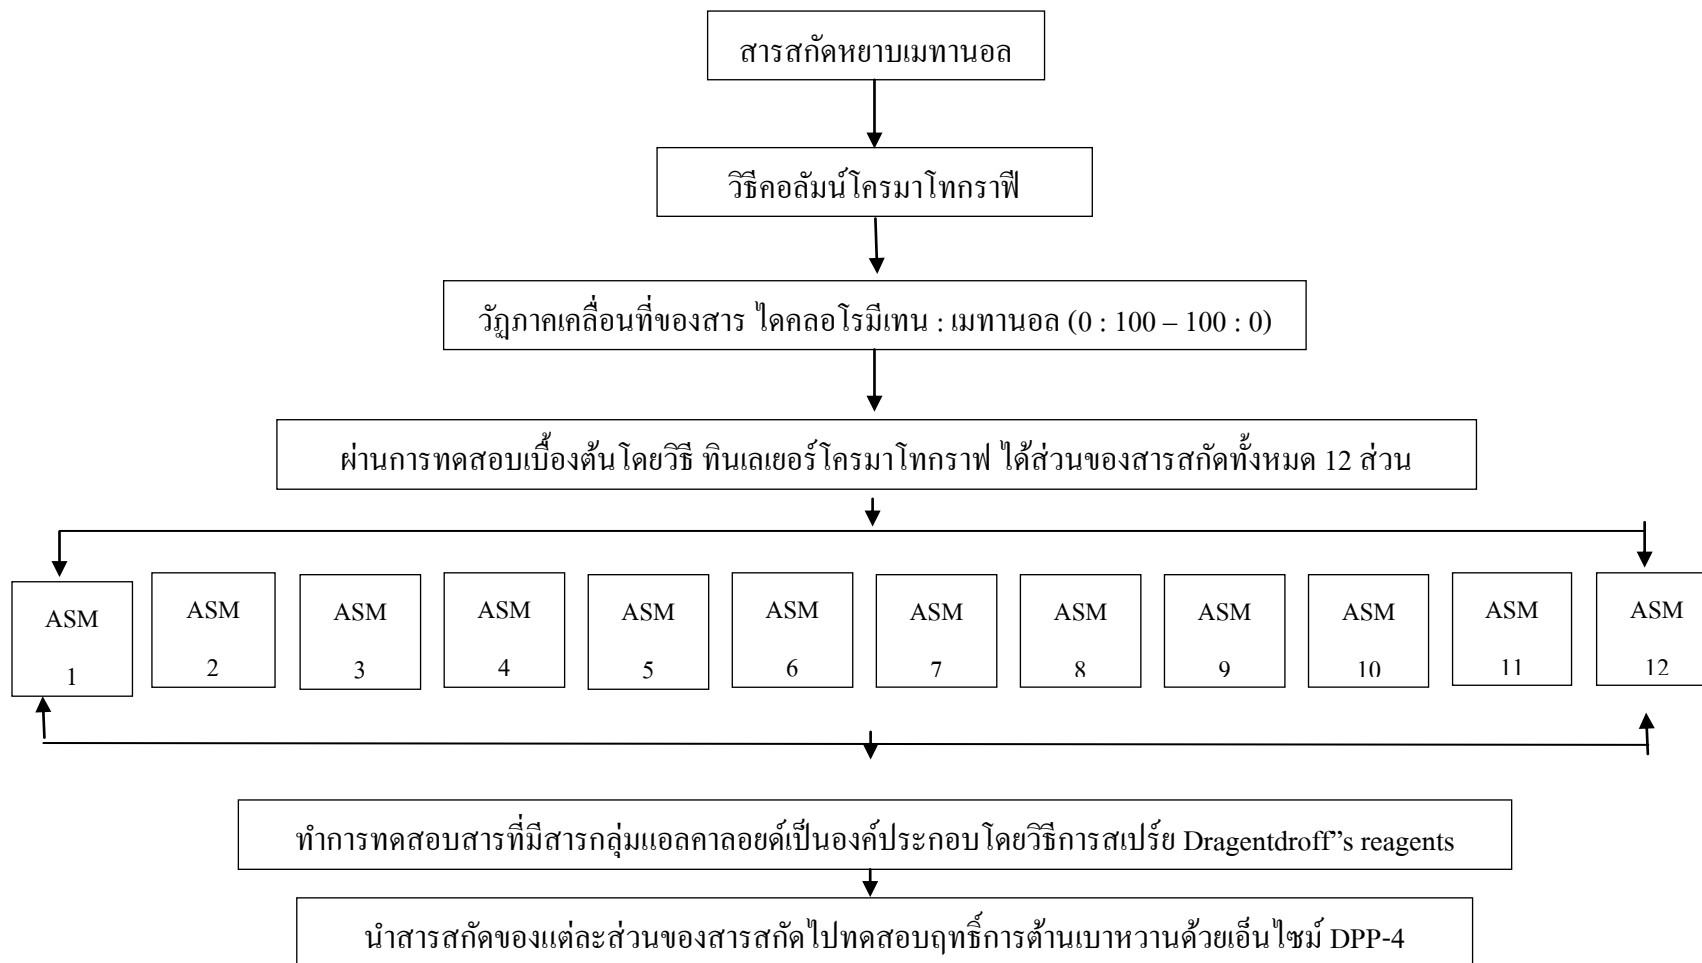 สารสกัดหยาบเมทานอล
วิธีคอลัมน์โครมาโทกราฟี
วัฏภาคเคลื่อนที่ของสาร ไดคลอโรมีเทน : เมทานอล (0 : 100 – 100 : 0)
ผ่านการทดสอบเบื้องต้นโดยวิธี ทินเลเยอร์โครมาโทกราฟ ได้ส่วนของสารสกัดทั้งหมด 12 ส่วน
ASM
1
ASM
2
ASM
3
ASM
4
ASM
5
ASM
6
ASM
7
ASM
8
ASM
9
ASM
10
ASM
11
ASM
12
ทำการทดสอบสารที่มีสารกลุ่มแอลคาลอยด์เป็นองค์ประกอบโดยวิธีการสเปร์ย Dragentdroff”s reagents
นำสารสกัดของแต่ละส่วนของสารสกัดไปทดสอบฤทธิ์การต้านเบาหวานด้วยเอ็นไซม์ DPP-4